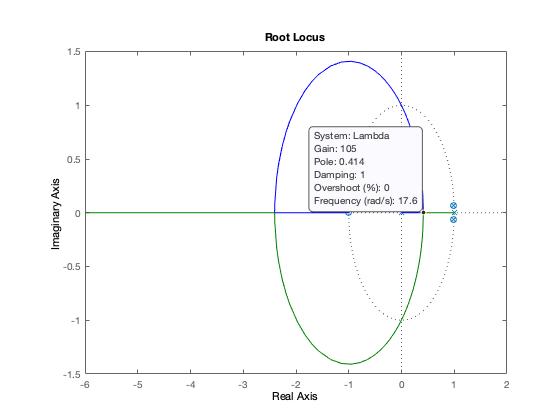 Root Locus
1.5
1
0.5
0
-0.5
-1
-1.5
Imaginary Axis
System: Lambda
Gain: 105
Pole: 0.414
Damping: 1
Overshoot (%): 0
Frequency (rad/s): 17.6
-6 -5 -4 -3 -2 -1 0 1 2
Real Axis